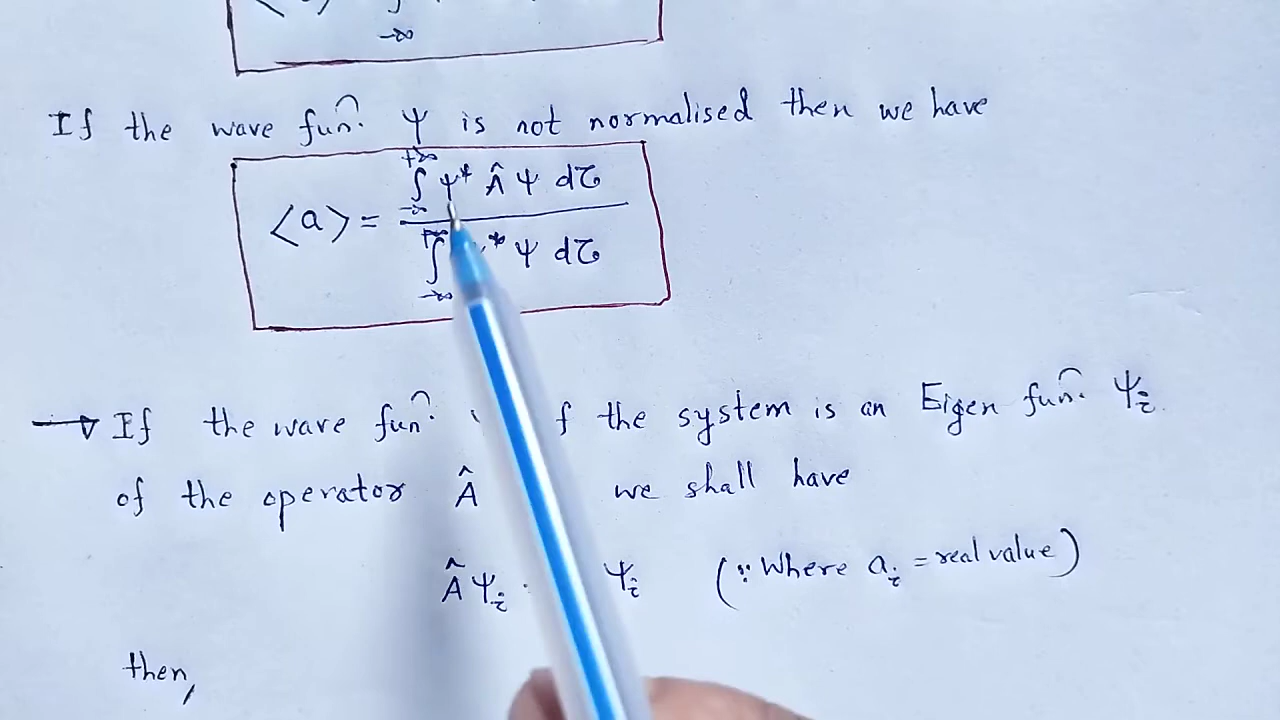 -∞
If the wave fun. ψ is not normalised then we have
+∞
∫ ψ* Â ψ dτ
-∞
<a> =
+∞
∫ * ψ dτ
-∞
→ If the wave fun. f the system is an Eigen fun. ψi
of the operator Â we shall have
Â ψi ψi (∵ Where ai = real value)
then,